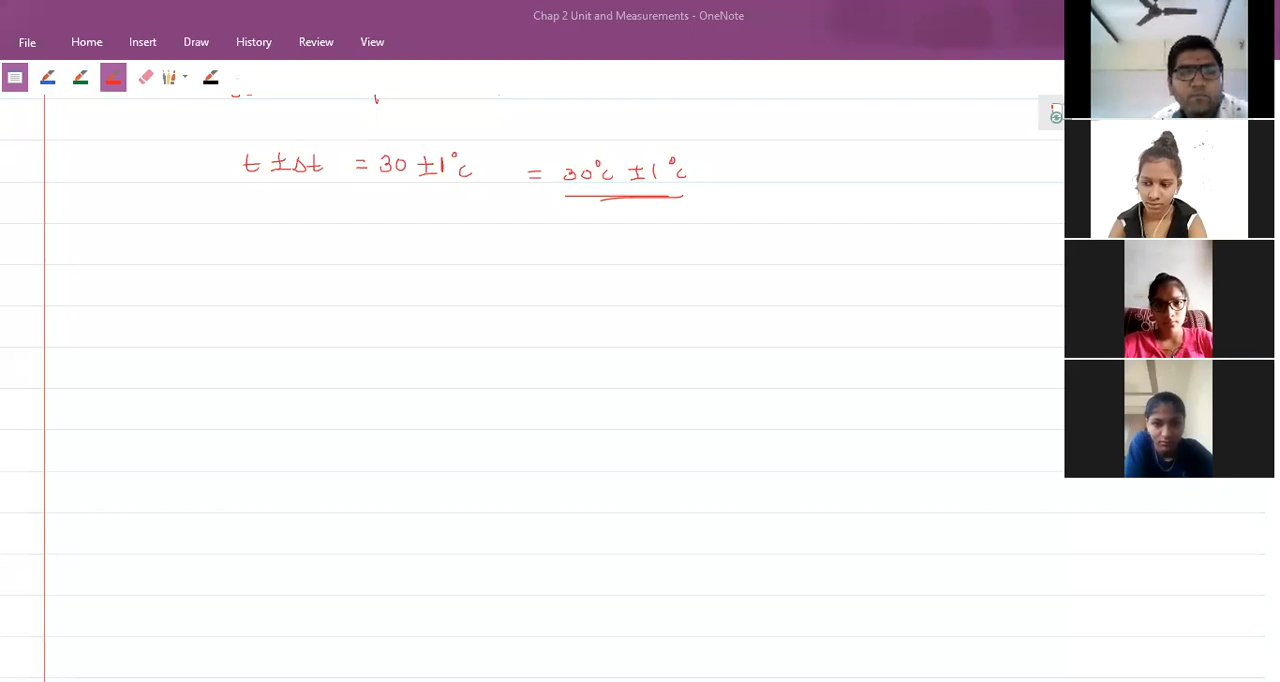 Chap 2 Unit and Measurements - OneNote
File Home Insert Draw History Review View
t ±Δt = 30 ±1°c = 30°c ±1°c